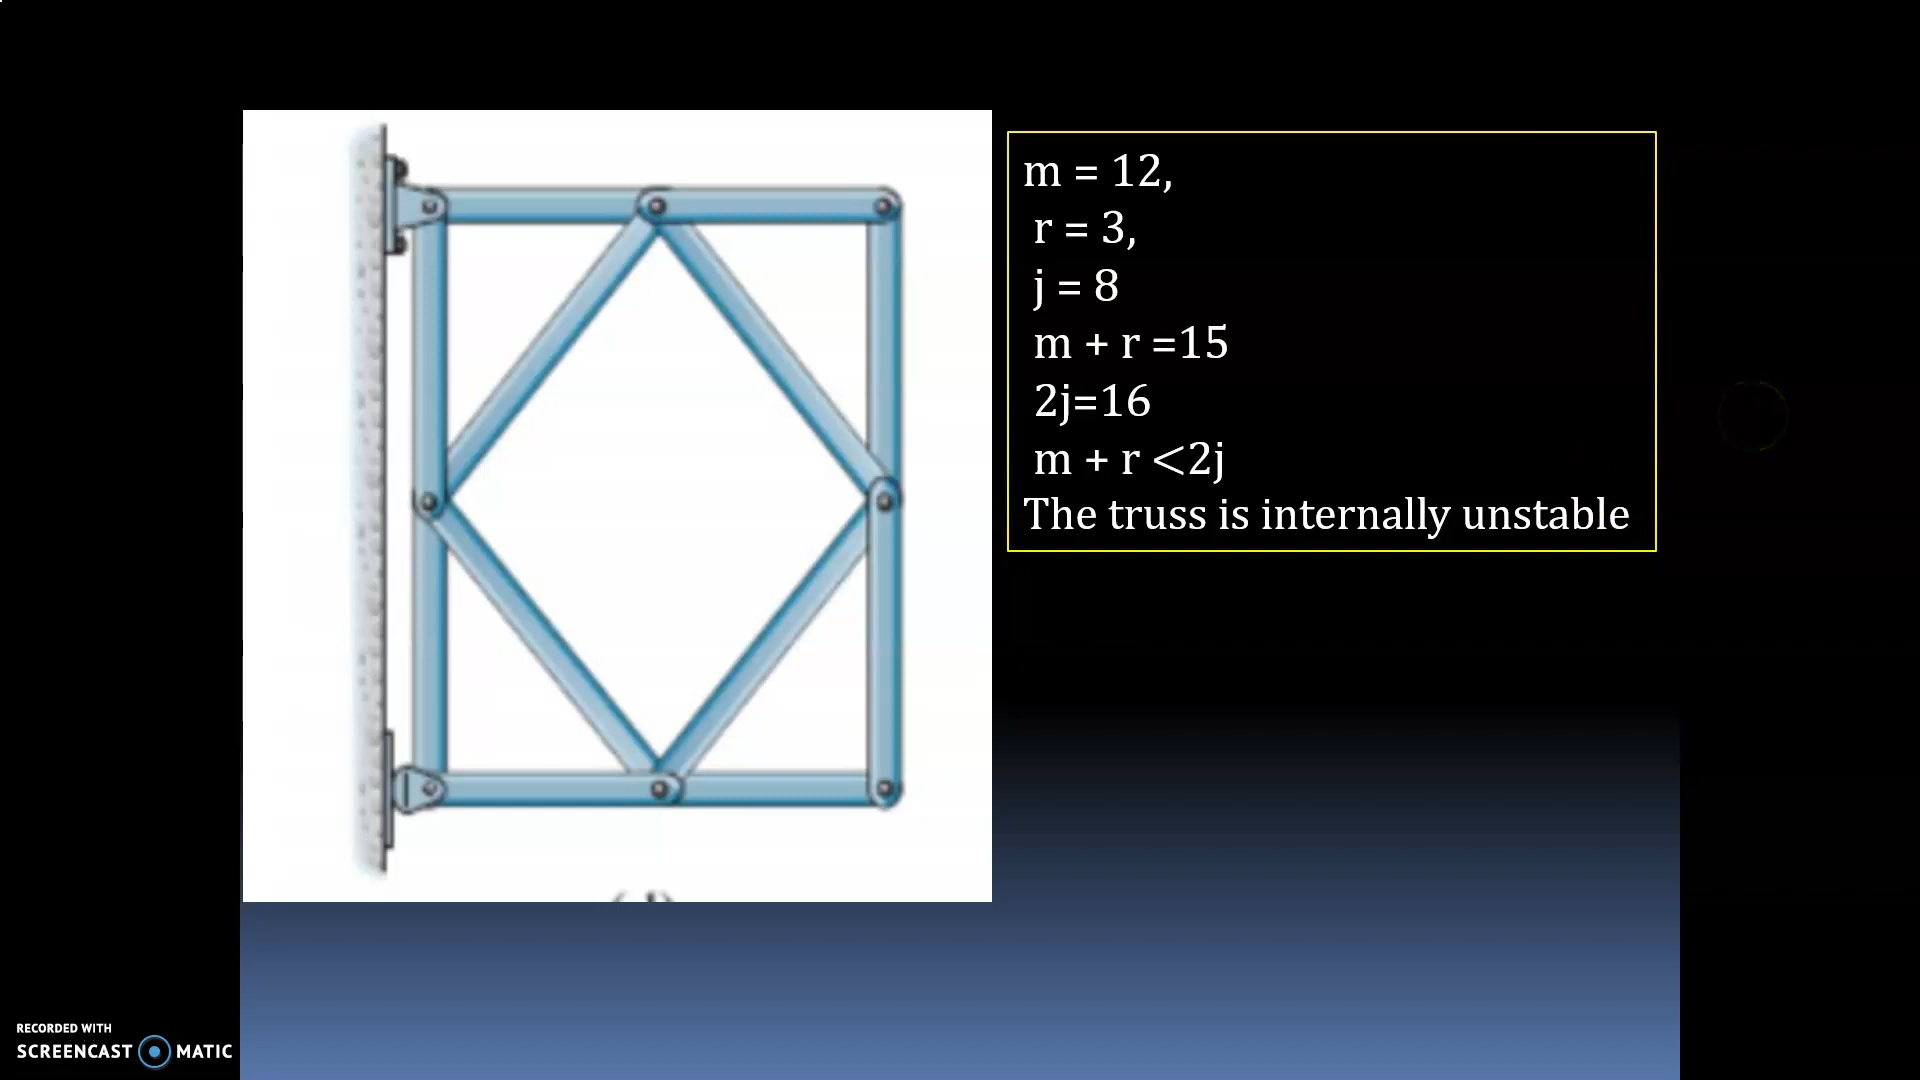 m = 12,
r = 3,
j = 8
m + r =15
2j=16
m + r <2j
The truss is internally unstable
RECORDED WITH
SCREENCAST MATIC